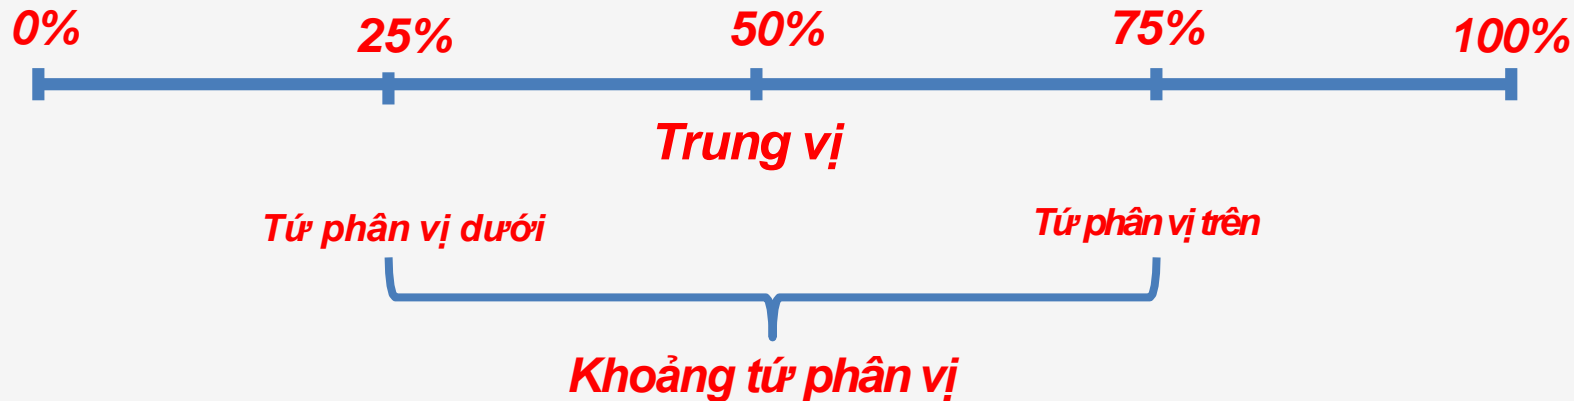 0% 25% 50% 75% 100%
Trung vị
Tứ phân vị dưới Tứ phân vị trên
Khoảng tứ phân vị